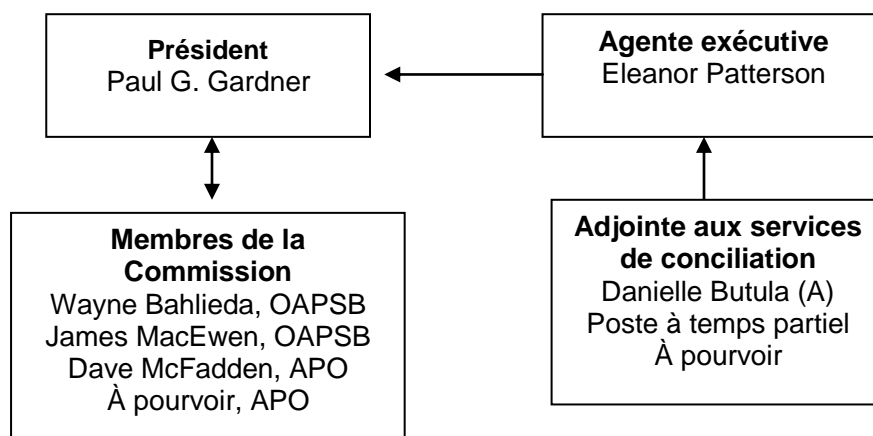 Président
Paul G. Gardner
Agente exécutive
Eleanor Patterson
Membres de la
Commission
Wayne Bahlieda, OAPSB
James MacEwen, OAPSB
Dave McFadden, APO
À pourvoir, APO
Adjointe aux services
de conciliation
Danielle Butula (A)
Poste à temps partiel
À pourvoir